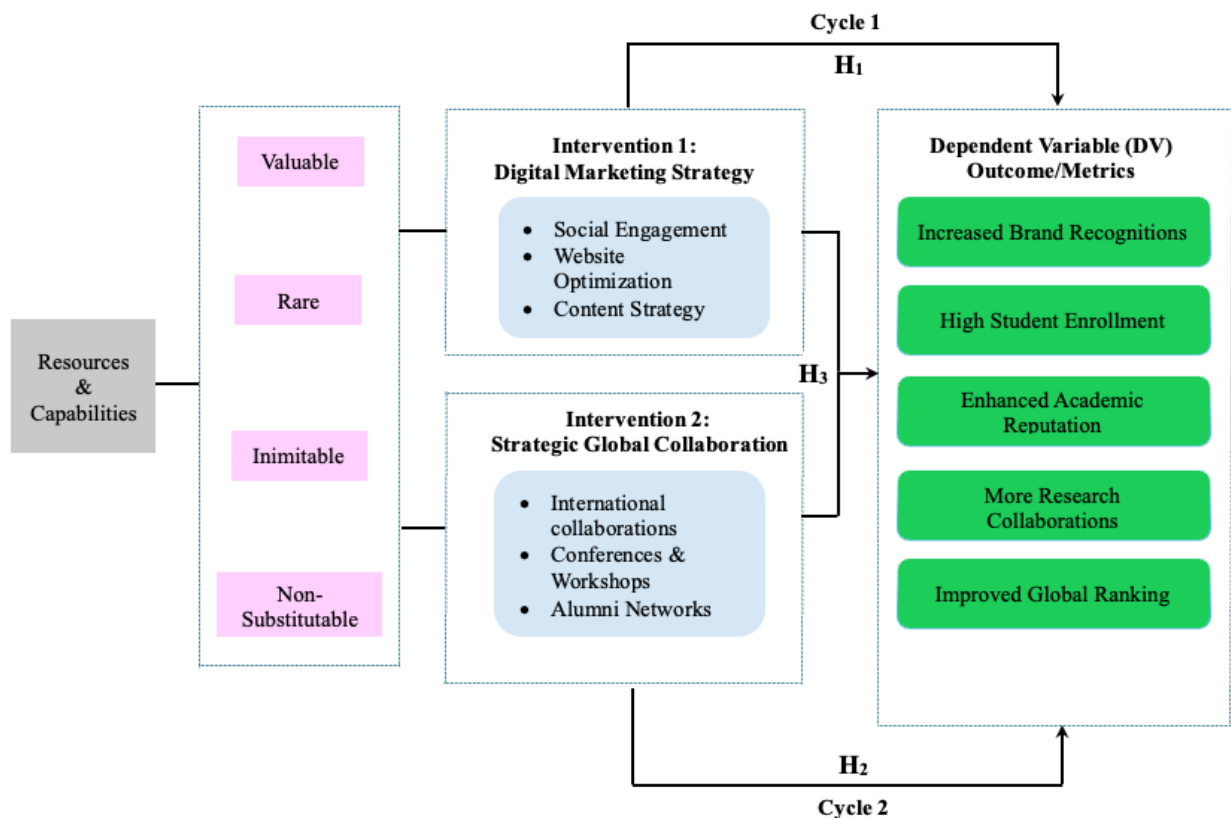 Cycle 1
H₁
Resources
&
Capabilities
Valuable
Rare
Inimitable
Non-
Substitutable
Intervention 1:
Digital Marketing Strategy
• Social Engagement
• Website
Optimization
• Content Strategy
H₃
Intervention 2:
Strategic Global Collaboration
• International
collaborations
• Conferences &
Workshops
• Alumni Networks
Dependent Variable (DV)
Outcome/Metrics
Increased Brand Recognitions
High Student Enrollment
Enhanced Academic
Reputation
More Research
Collaborations
Improved Global Ranking
H₂
Cycle 2